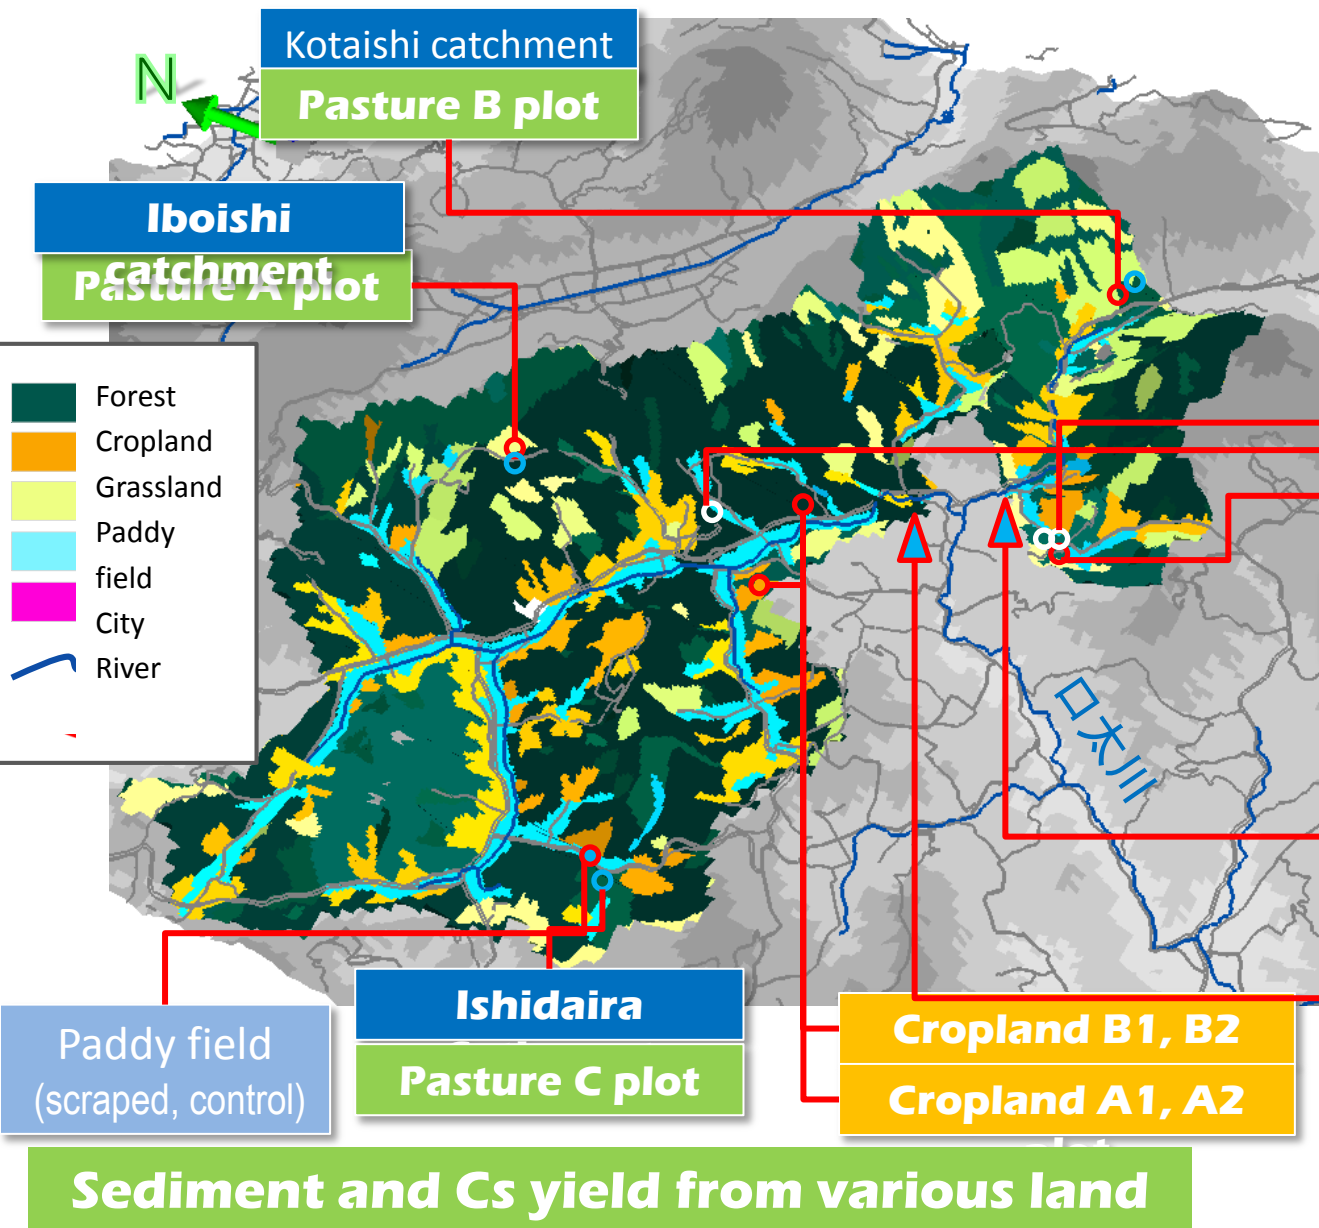 Kotaishi catchment
Pasture B plot
N
Iboishi
catchment
Pasture A plot
Forest
Cropland
Grassland
Paddy
field
City
River
口太川
Paddy field
(scraped, control)
Ishidaira
Pasture C plot
Cropland B1, B2
Cropland A1, A2
plot
Sediment and Cs yield from various land